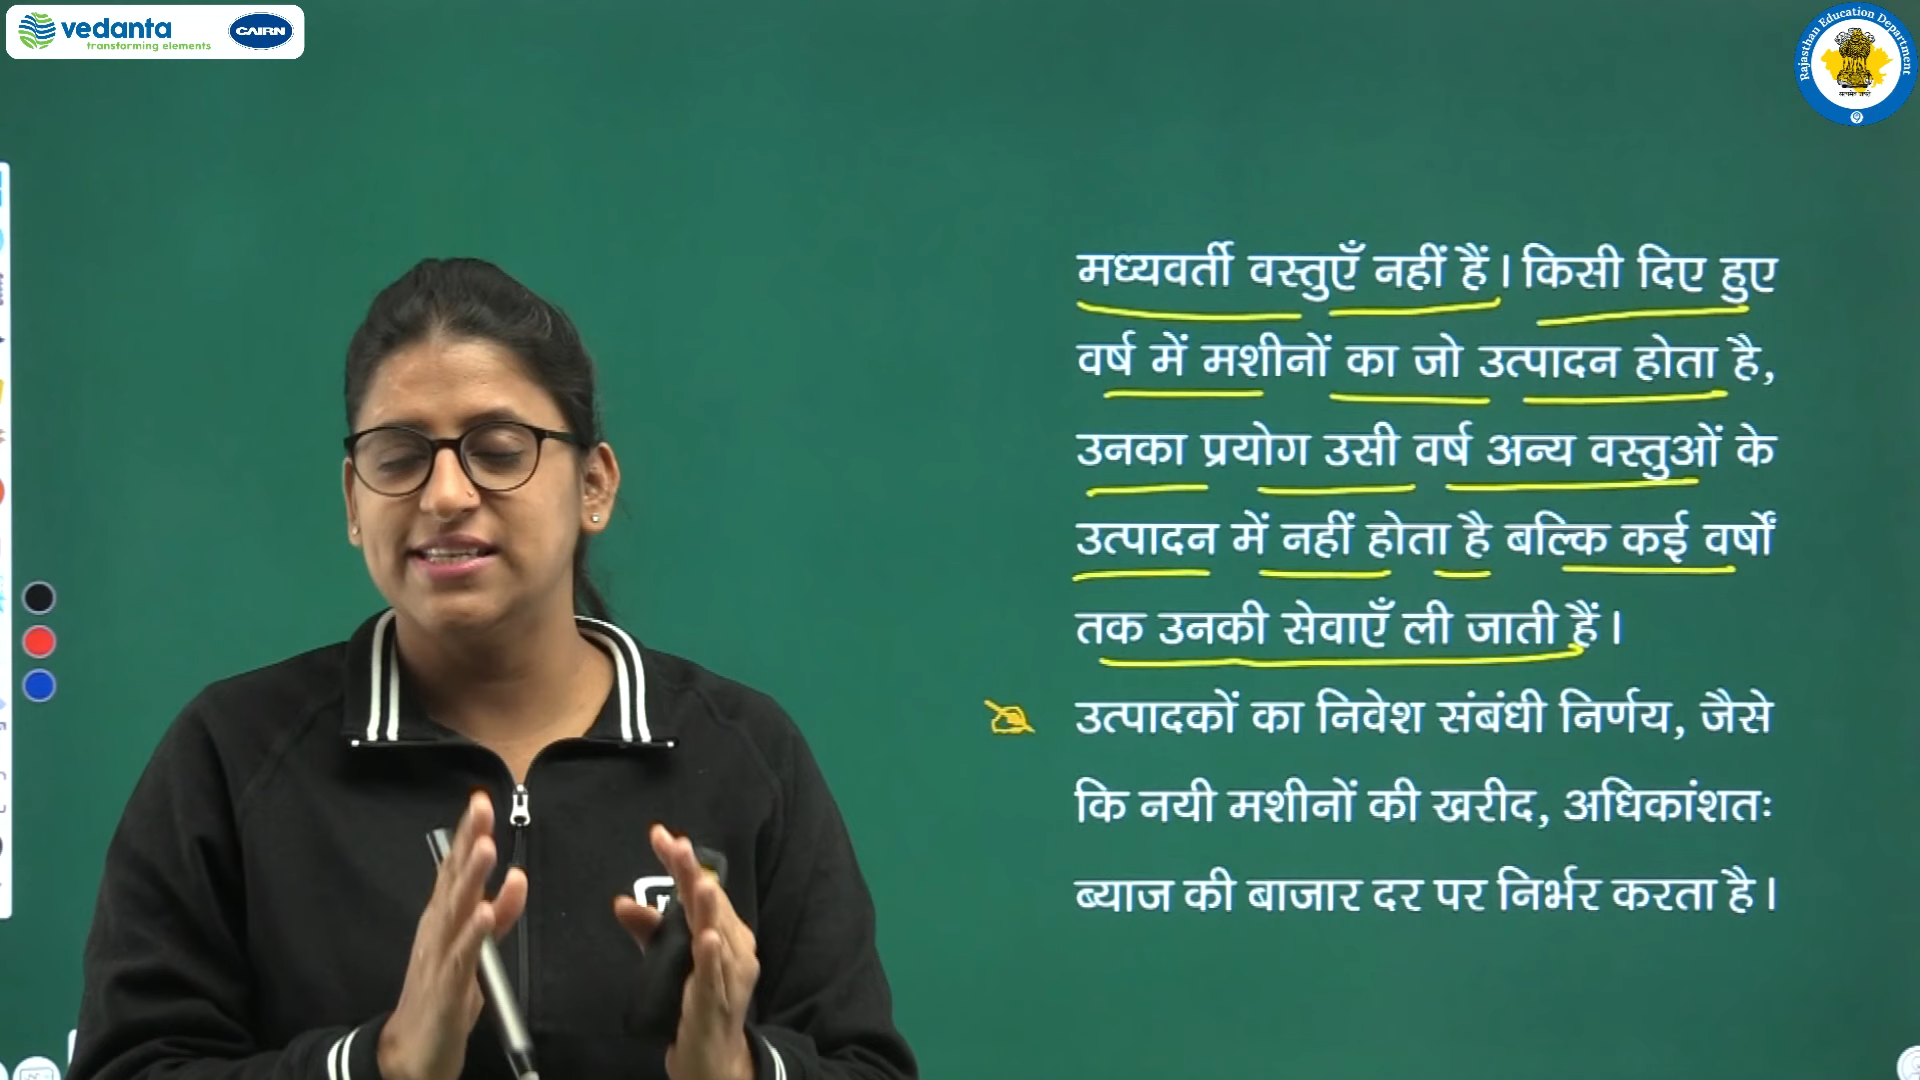 vedanta
transforming elements
CAIRN
Rajasthan Education Department
मध्यवर्ती वस्तुएँ नहीं हैं। किसी दिए हुए
वर्ष में मशीनों का जो उत्पादन होता है,
उनका प्रयोग उसी वर्ष अन्य वस्तुओं के
उत्पादन में नहीं होता है बल्कि कई वर्षों
तक उनकी सेवाएँ ली जाती हैं।
उत्पादकों का निवेश संबंधी निर्णय, जैसे
कि नयी मशीनों की खरीद, अधिकांशतः
ब्याज की बाजार दर पर निर्भर करता है।